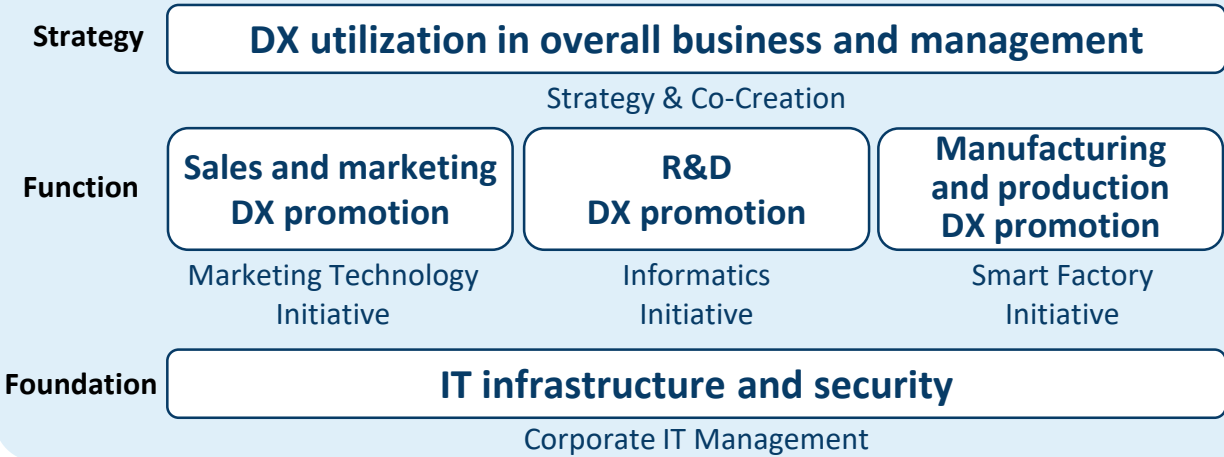 Strategy
DX utilization in overall business and management
Strategy & Co-Creation
Function
Sales and marketing
DX promotion
R&D
DX promotion
Manufacturing
and production
DX promotion
Marketing Technology
Initiative
Informatics
Initiative
Smart Factory
Initiative
Foundation
IT infrastructure and security
Corporate IT Management